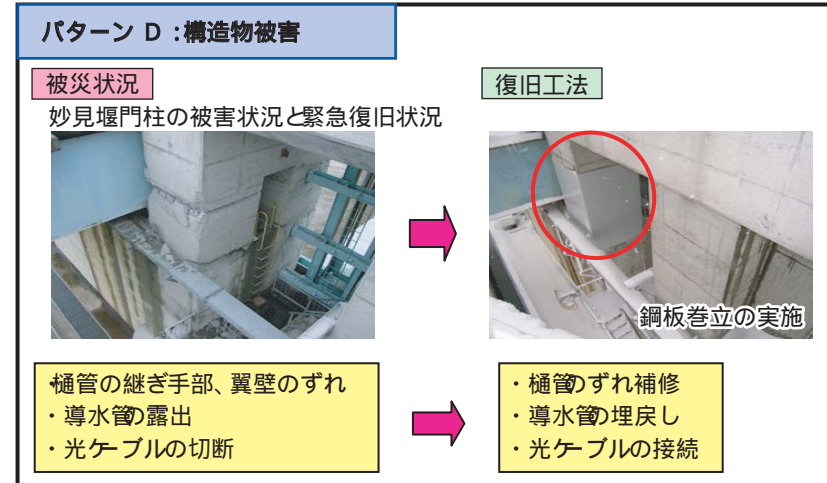 パターン D :構造物被害
被災状況
復旧工法
妙見堰門柱の被害状況と緊急復旧状況
鋼板巻立の実施
・樋管の継ぎ手部、翼壁のずれ
・導水管の露出
・光ケーブルの切断
・樋管のずれ補修
・導水管の埋戻し
・光ケーブルの接続